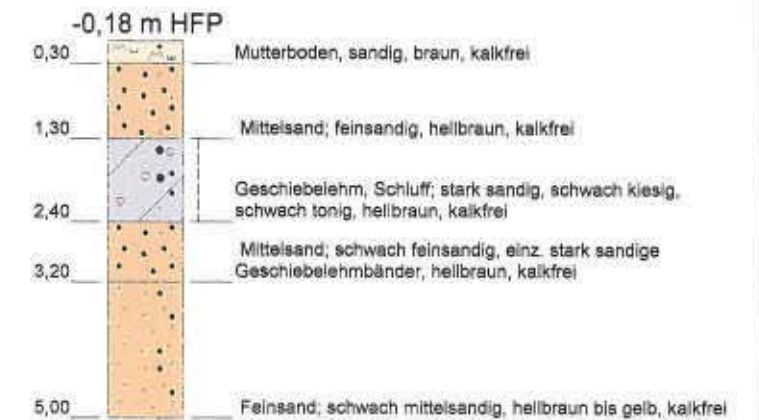 -0,18 m HFP
0,30 Mutterboden, sandig, braun, kalkfrei
1,30 Mittelsand; feinsandig, hellbraun, kalkfrei
Geschiebelehm, Schluff; stark sandig, schwach kiesig,
2,40 schwach tonig, hellbraun, kalkfrei
Mittelsand; schwach feinsandig, einz. stark sandige
3,20 Geschiebelehmbänder, hellbraun, kalkfrei
5,00 Feinsand; schwach mittelsandig, hellbraun bis gelb, kalkfrei